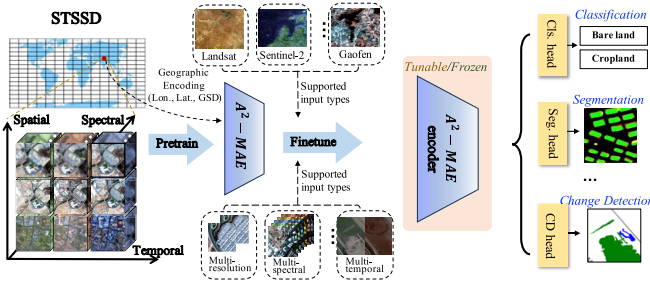 STSSD
Geographic
Encoding
(Lon., Lat., GSD)
Spatial
Spectral
Temporal
Pretrain
A² – MAE
Landsat
Sentinel-2
Gaofen
Supported
input types
Finetune
Supported
input types
Multi-
resolution
Multi-
spectral
Multi-
temporal
Tunable/Frozen
A² – MAE
encoder
Cls. head
Classification
Bare land
Cropland
Seg. head
Segmentation
...
CD head
Change Detection